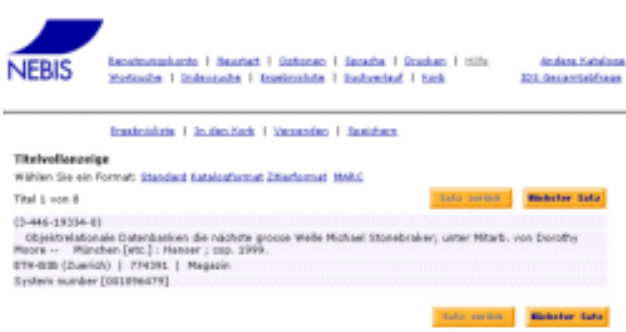 NEBIS
Benutzungskonto | Neustart | Optionen | Sprache | Drucken | Hilfe
Andere Kataloge
Wortsuche | Indexsuche | Ergebnisliste | Suchverlauf | Korb
IDS Gesamtabfrage
Ergebnisliste | In den Korb | Versenden | Speichern
Titelvollanzeige
Wählen Sie ein Format: Standard Katalogformat Zitierformat MARC
Titel 1 von 8
Satz zurück Nächster Satz
(3-446-19334-8)
Objektrelationale Datenbanken die nächste grosse Welle Michael Stonebraker; unter Mitarb. von Dorothy
Moore -- München [etc.] : Hanser ; cop. 1999.
ETH-BIB (Zuerich) | 774391 | Magazin
System number [001896479]
Satz zurück Nächster Satz